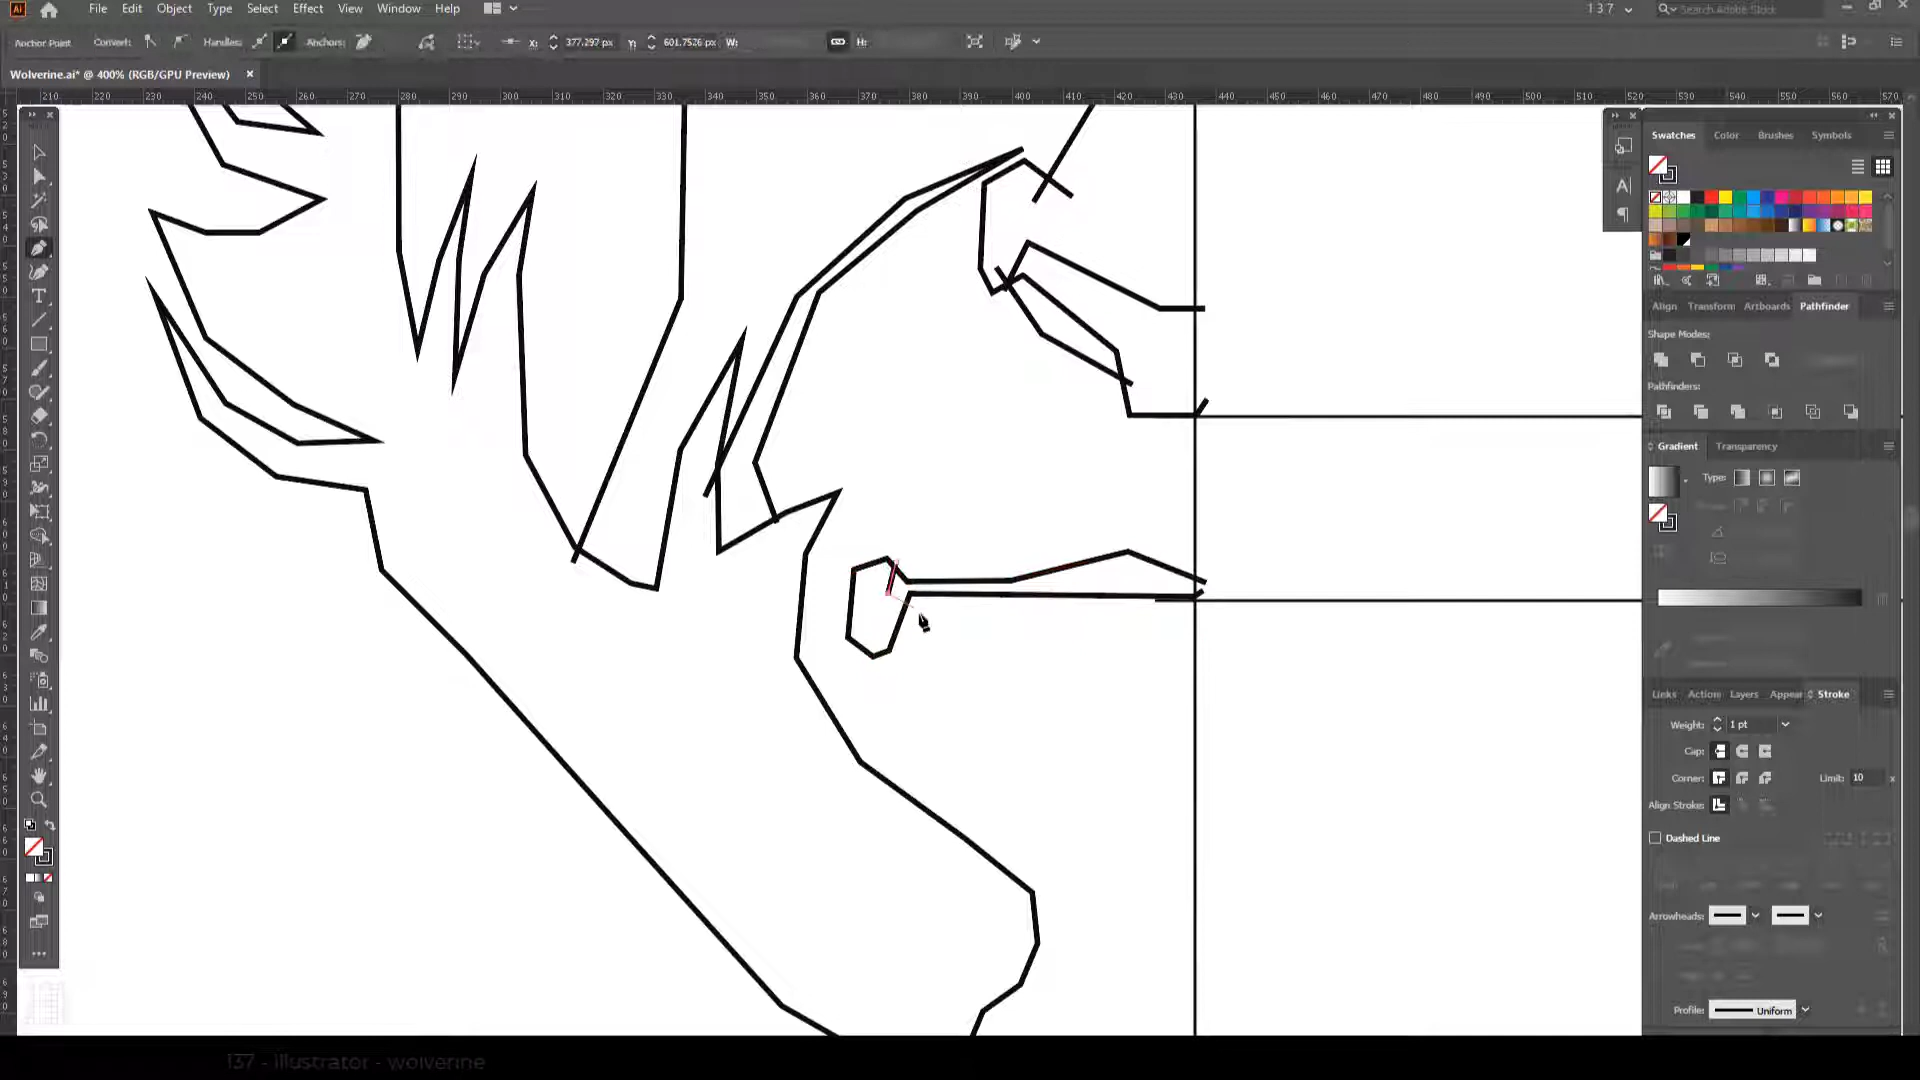 Ai File Edit Object Type Select Effect View Window Help 137 Search Adobe Stock
Anchor Point Convert: Handles: Anchors: X: 377.297 px Y: 601.7526 px W: H:
Wolverine.ai* @ 400% (RGB/GPU Preview) ×
210 220 230 240 250 260 270 280 290 300 310 320 330 340 350 360 370 380 390 400 410 420 430 440 450 460 470 480 490 500 510 520 530 540 550 560 570
Swatches Color Brushes Symbols
Align Transform Artboards Pathfinder
Shape Modes:
Pathfinders:
Gradient Transparency
Type:
Links Action Layers Appear Stroke
Weight: 1 pt
Cap:
Corner: Limit: 10 x
Align Stroke:
Dashed Line
Arrowheads:
Profile: Uniform
137 - illustrator - wolverine